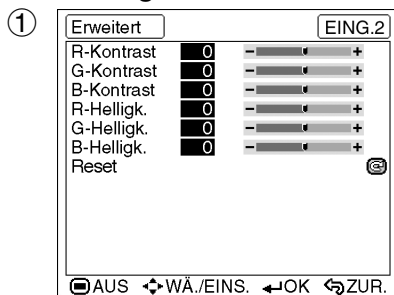 ①
Erweitert EING.2
R-Kontrast 0 - +
G-Kontrast 0 - +
B-Kontrast 0 - +
R-Helligk. 0 - +
G-Helligk. 0 - +
B-Helligk. 0 - +
Reset
AUS WÄ./EINS. OK ZUR.